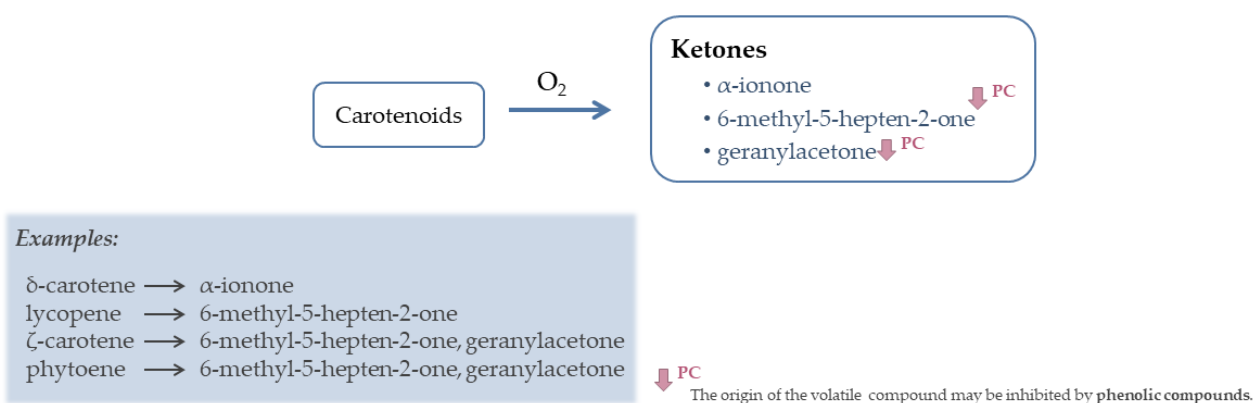 Carotenoids
O₂
Ketones
• α-ionone
• 6-methyl-5-hepten-2-one PC
• geranylacetone PC
Examples:
δ-carotene ⟶ α-ionone
lycopene ⟶ 6-methyl-5-hepten-2-one
ζ-carotene ⟶ 6-methyl-5-hepten-2-one, geranylacetone
phytoene ⟶ 6-methyl-5-hepten-2-one, geranylacetone
PC
The origin of the volatile compound may be inhibited by phenolic compounds.